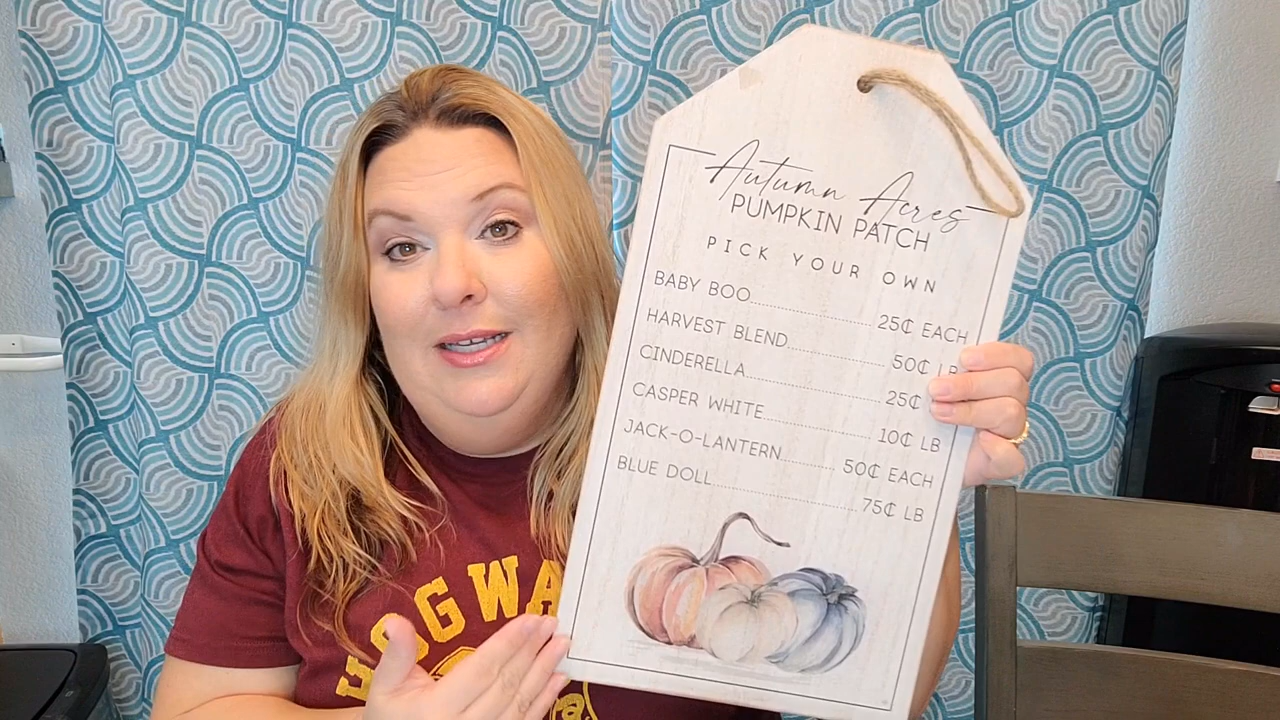 Autumn Acres
PUMPKIN PATCH
PICK YOUR OWN
BABY BOO........................ 25₵ EACH
HARVEST BLEND..................... 50₵ LB
CINDERELLA........................... 25₵
CASPER WHITE..................... 10₵ LB
JACK-O-LANTERN........... 50₵ EACH
BLUE DOLL.............................. 75₵ LB
HOGWA